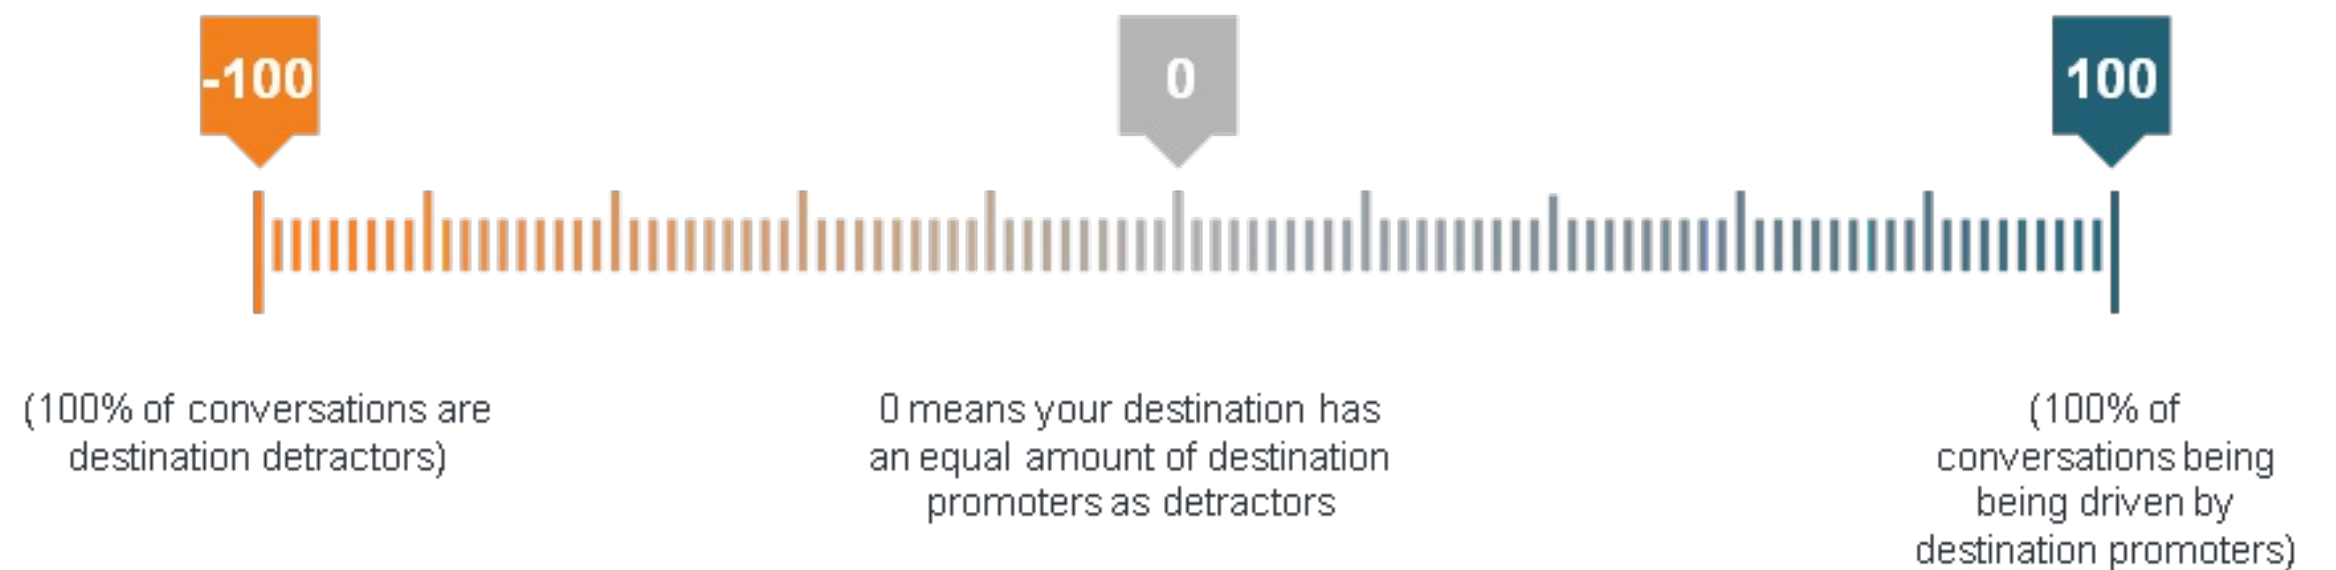 -100
0
100
(100% of conversations are
destination detractors)
0 means your destination has
an equal amount of destination
promoters as detractors
(100% of
conversations being
being driven by
destination promoters)